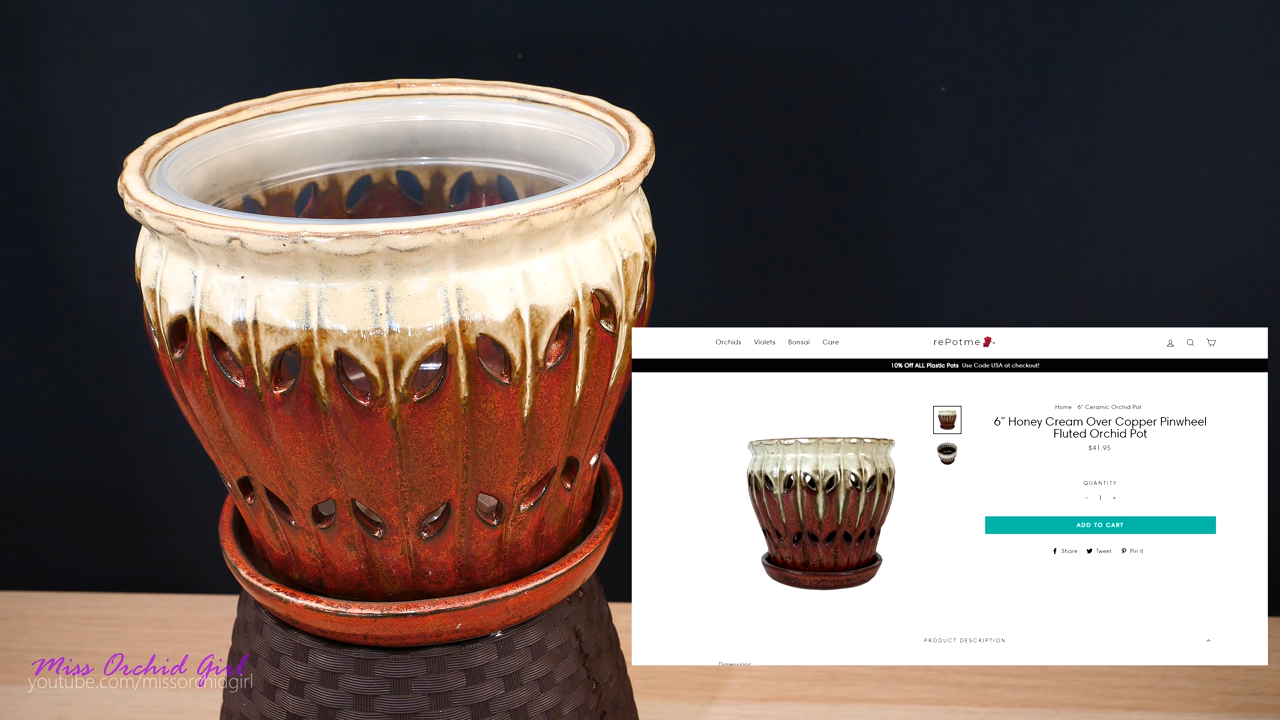 Orchids Violets Bonsai Care
rePotme
10% Off ALL Plastic Pots Use Code USA at checkout!
Home 6" Ceramic Orchid Pot
6" Honey Cream Over Copper Pinwheel
Fluted Orchid Pot
$41.95
QUANTITY
- 1 +
ADD TO CART
Share Tweet Pin it
PRODUCT DESCRIPTION
Dimensions:
Miss Orchid Girl
youtube.com/missorchidgirl